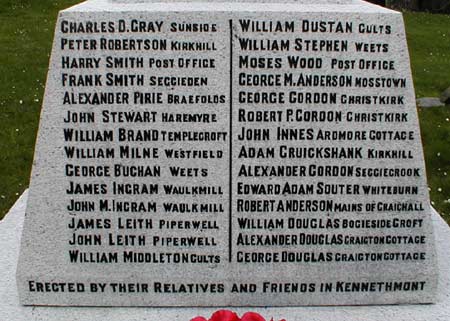 CHARLES D. GRAY SUNSIDE
PETER ROBERTSON KIRKHILL
HARRY SMITH POST OFFICE
FRANK SMITH SEGGIEDEN
ALEXANDER PIRIE BRAEFOLDS
JOHN STEWART HAREMYRE
WILLIAM BRAND TEMPLECROFT
WILLIAM MILNE WESTFIELD
GEORGE BUCHAN WEETS
JAMES INGRAM WAULKMILL
JOHN M. INGRAM WAULKMILL
JAMES LEITH PIPERWELL
JOHN LEITH PIPERWELL
WILLIAM MIDDLETON CULTS
WILLIAM DUSTAN CULTS
WILLIAM STEPHEN WEETS
MOSES WOOD POST OFFICE
GEORGE M. ANDERSON MOSSTOWN
GEORGE GORDON CHRISTKIRK
ROBERT P. GORDON CHRISTKIRK
JOHN INNES ARDMORE COTTAGE
ADAM CRUICKSHANK KIRKHILL
ALEXANDER GORDON SEGGIECROOK
EDWARD ADAM SOUTER WHITEBURN
ROBERT ANDERSON MAINS OF CRAIGHALL
WILLIAM DOUGLAS BOGIESIDE CROFT
ALEXANDER DOUGLAS CRAIGTON COTTAGE
GEORGE DOUGLAS CRAIGTON COTTAGE
ERECTED BY THEIR RELATIVES AND FRIENDS IN KENNETHMONT